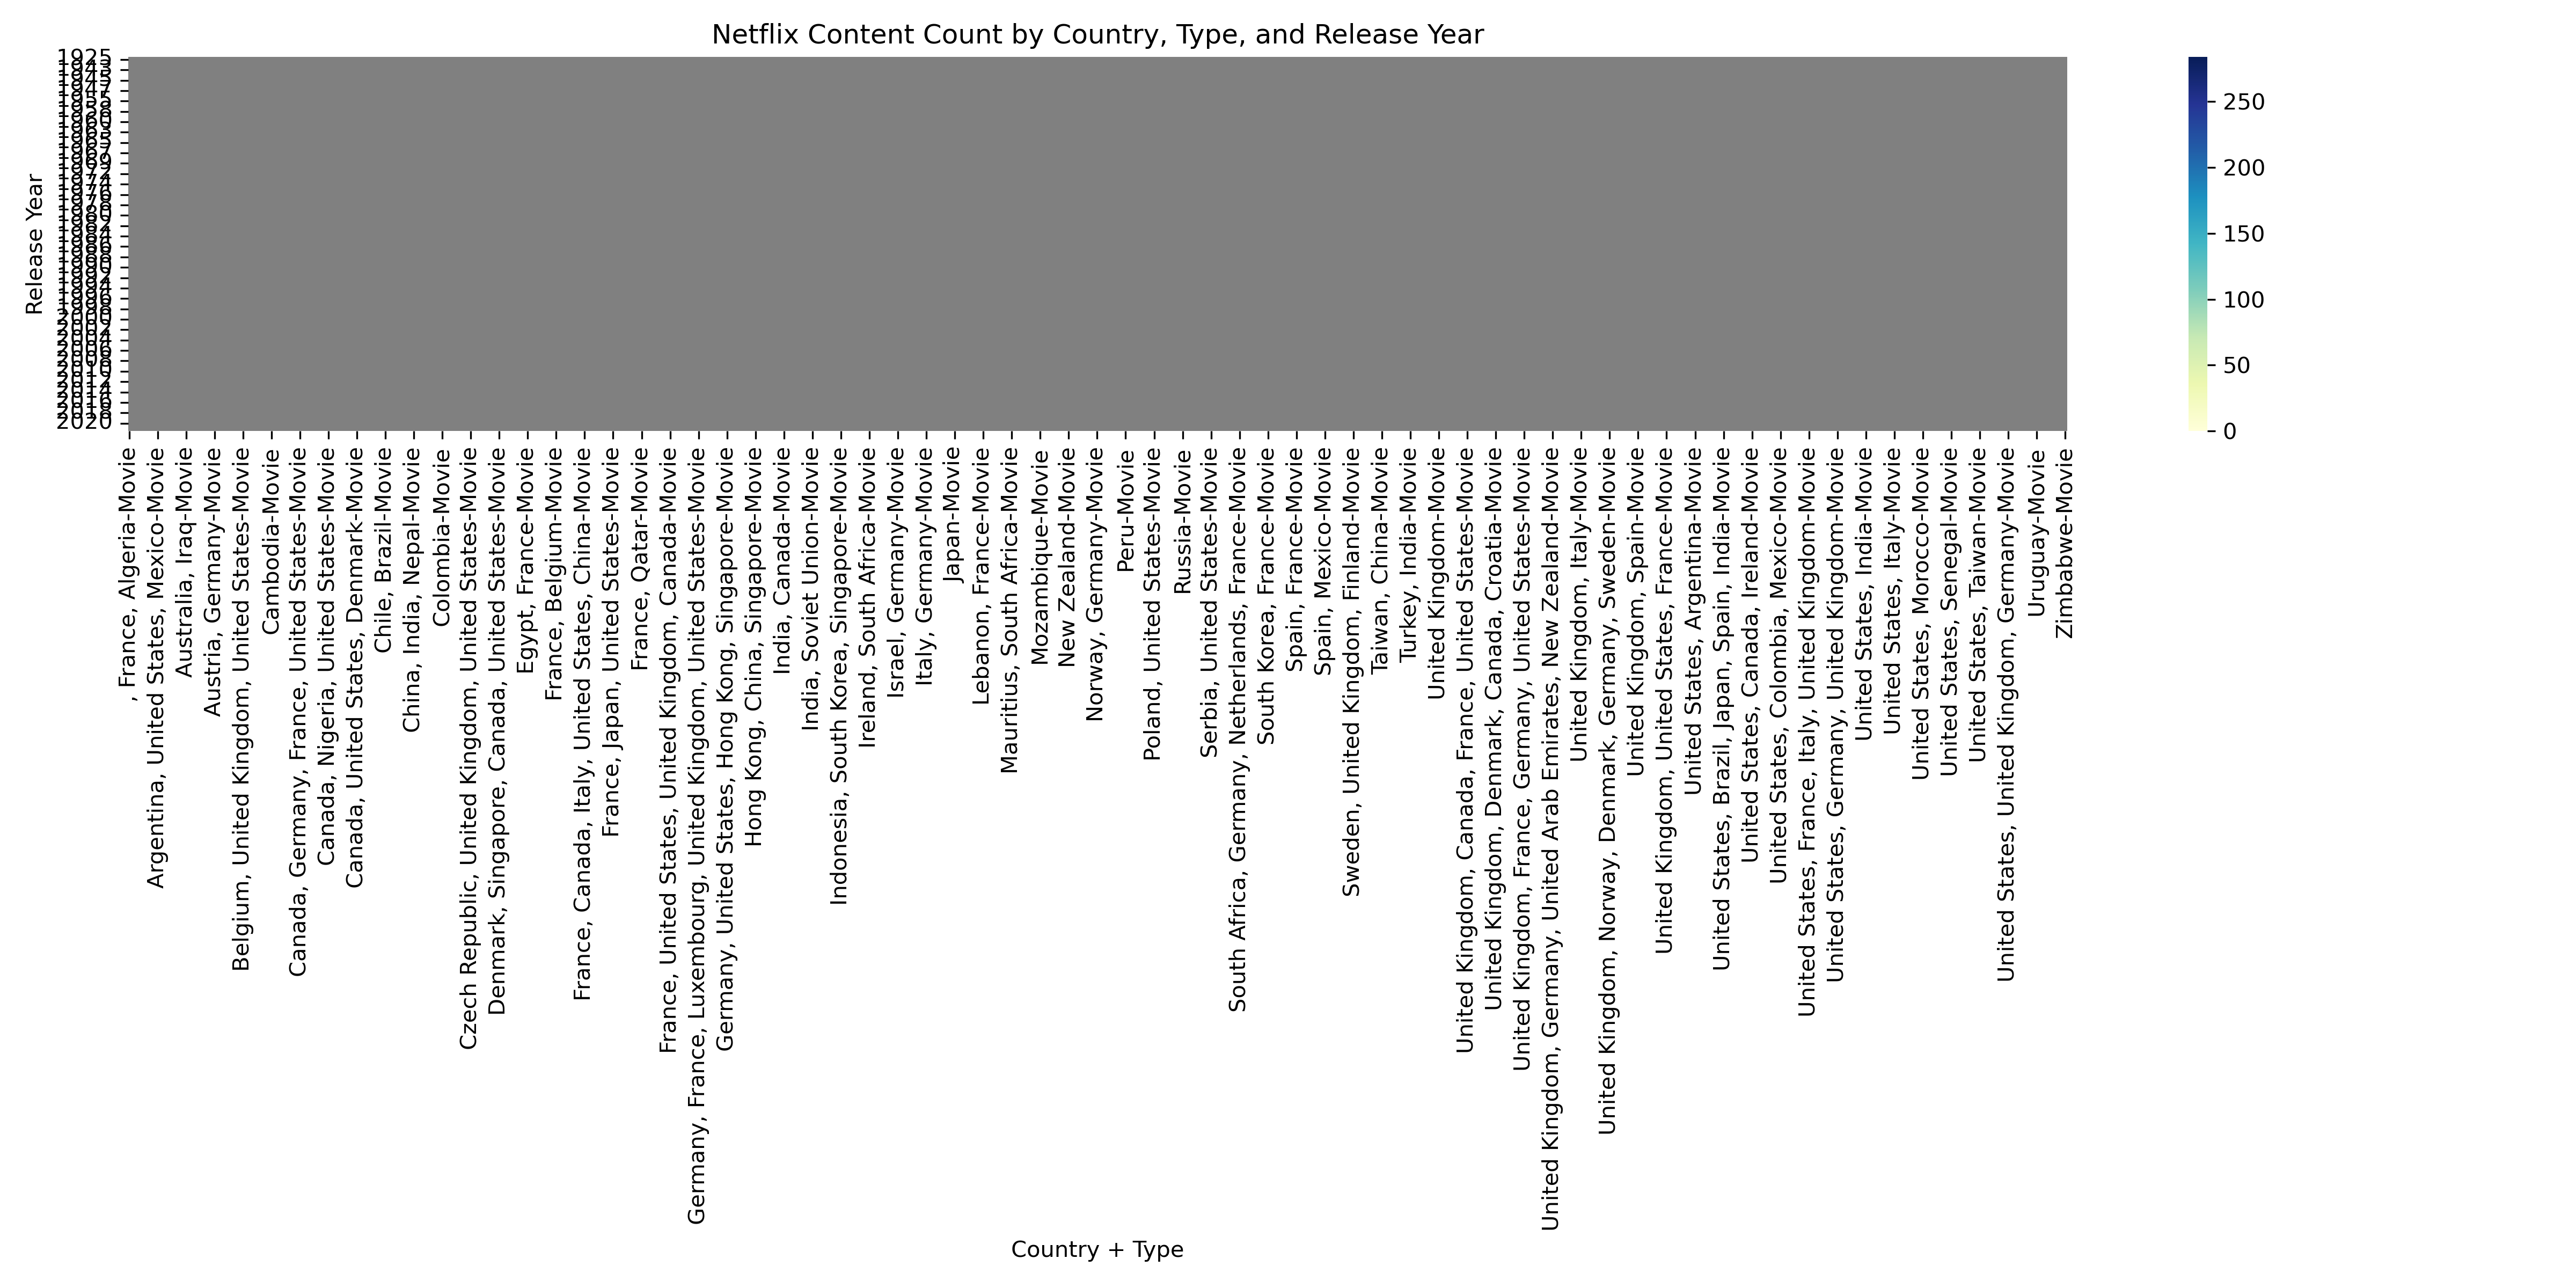 Netflix Content Count by Country, Type, and Release Year
Release Year
1925
1943
1945
1947
1955
1958
1960
1963
1965
1967
1969
1972
1974
1976
1978
1980
1982
1984
1986
1988
1990
1992
1994
1996
1998
2000
2002
2004
2006
2008
2010
2012
2014
2016
2018
2020
250
200
150
100
50
0
, France, Algeria-Movie
Argentina, United States, Mexico-Movie
Australia, Iraq-Movie
Austria, Germany-Movie
Belgium, United Kingdom, United States-Movie
Cambodia-Movie
Canada, Germany, France, United States-Movie
Canada, Nigeria, United States-Movie
Canada, United States, Denmark-Movie
Chile, Brazil-Movie
China, India, Nepal-Movie
Colombia-Movie
Czech Republic, United Kingdom, United States-Movie
Denmark, Singapore, Canada, United States-Movie
Egypt, France-Movie
France, Belgium-Movie
France, Canada, Italy, United States, China-Movie
France, Japan, United States-Movie
France, Qatar-Movie
France, United States, United Kingdom, Canada-Movie
Germany, France, Luxembourg, United Kingdom, United States-Movie
Germany, United States, Hong Kong, Singapore-Movie
Hong Kong, China, Singapore-Movie
India, Canada-Movie
India, Soviet Union-Movie
Indonesia, South Korea, Singapore-Movie
Ireland, South Africa-Movie
Israel, Germany-Movie
Italy, Germany-Movie
Japan-Movie
Lebanon, France-Movie
Mauritius, South Africa-Movie
Mozambique-Movie
New Zealand-Movie
Norway, Germany-Movie
Peru-Movie
Poland, United States-Movie
Russia-Movie
Serbia, United States-Movie
South Africa, Germany, Netherlands, France-Movie
South Korea, France-Movie
Spain, France-Movie
Spain, Mexico-Movie
Sweden, United Kingdom, Finland-Movie
Taiwan, China-Movie
Turkey, India-Movie
United Kingdom-Movie
United Kingdom, Canada, France, United States-Movie
United Kingdom, Denmark, Canada, Croatia-Movie
United Kingdom, France, Germany, United States-Movie
United Kingdom, Germany, United Arab Emirates, New Zealand-Movie
United Kingdom, Italy-Movie
United Kingdom, Norway, Denmark, Germany, Sweden-Movie
United Kingdom, Spain-Movie
United Kingdom, United States, France-Movie
United States, Argentina-Movie
United States, Brazil, Japan, Spain, India-Movie
United States, Canada, Ireland-Movie
United States, Colombia, Mexico-Movie
United States, France, Italy, United Kingdom-Movie
United States, Germany, United Kingdom-Movie
United States, India-Movie
United States, Italy-Movie
United States, Morocco-Movie
United States, Senegal-Movie
United States, Taiwan-Movie
United States, United Kingdom, Germany-Movie
Uruguay-Movie
Zimbabwe-Movie
Country + Type